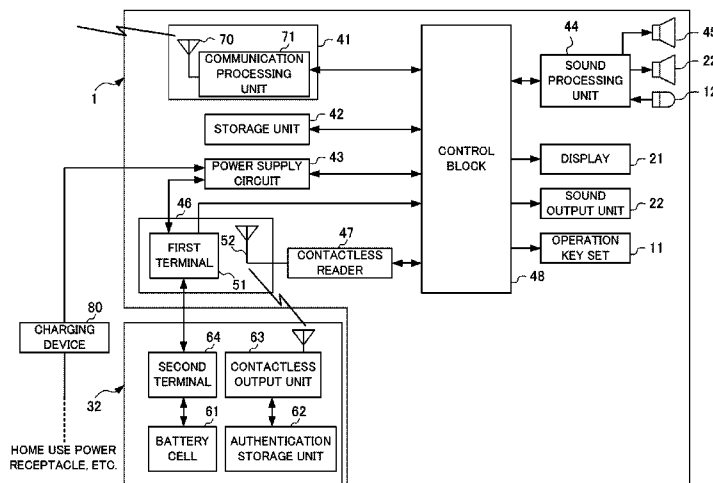 70
71
41
COMMUNICATION
PROCESSING
UNIT
1
42
STORAGE UNIT
43
POWER SUPPLY
CIRCUIT
46
FIRST
TERMINAL
51
52
47
CONTACTLESS
READER
CONTROL
BLOCK
48
44
SOUND
PROCESSING
UNIT
45
22
12
DISPLAY
21
SOUND
OUTPUT UNIT
22
OPERATION
KEY SET
11
80
CHARGING
DEVICE
32
64
SECOND
TERMINAL
63
CONTACTLESS
OUTPUT UNIT
61
BATTERY
CELL
62
AUTHENTICATION
STORAGE UNIT
HOME USE POWER
RECEPTACLE, ETC.